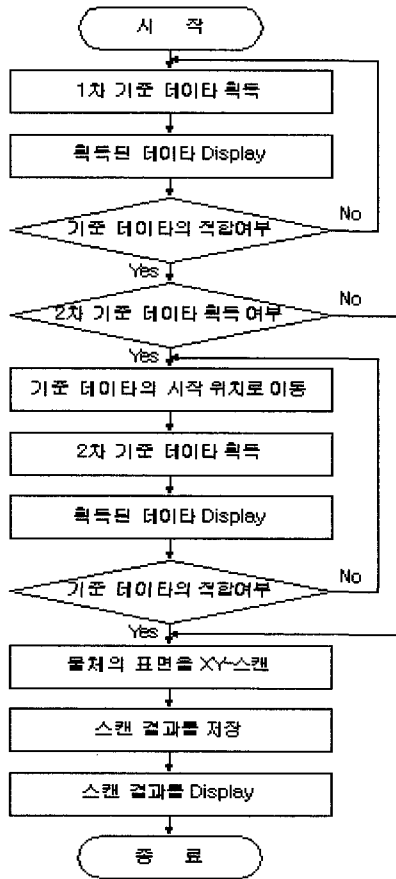 시 작
1차 기준 데이타 획득
획득된 데이타 Display
기준 데이타의 적합여부
No
Yes
2차 기준 데이타 획득 여부
No
Yes
기준 데이타의 시작 위치로 이동
2차 기준 데이타 획득
획득된 데이타 Display
기준 데이타의 적합여부
No
Yes
물체의 표면을 XY-스캔
스캔 결과를 저장
스캔 결과를 Display
종 료